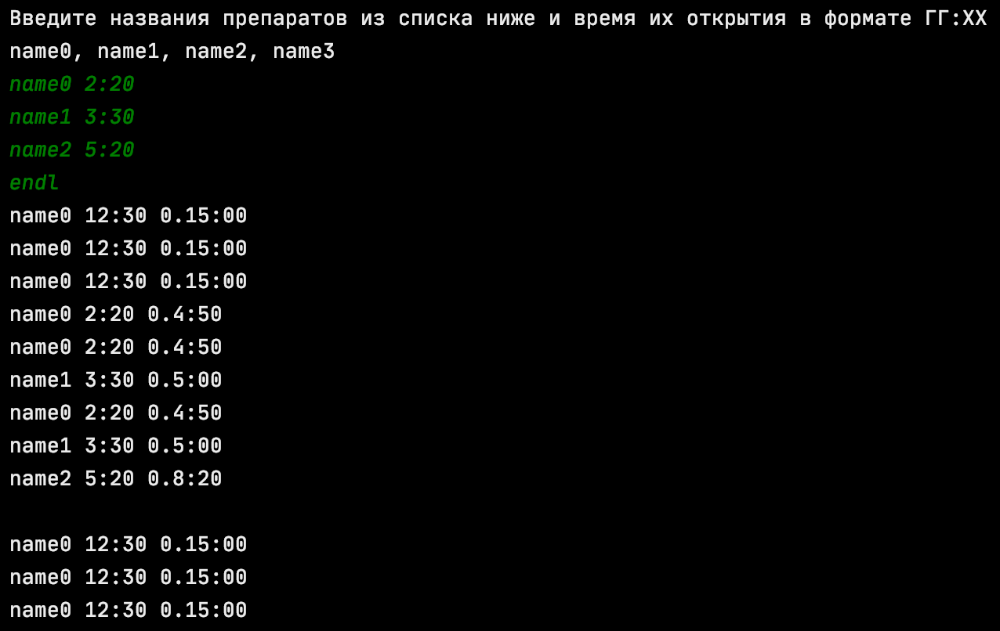 Введите названия препаратов из списка ниже и время их открытия в формате ГГ:ХХ
name0, name1, name2, name3
name0 2:20
name1 3:30
name2 5:20
endl
name0 12:30 0.15:00
name0 12:30 0.15:00
name0 12:30 0.15:00
name0 2:20 0.4:50
name0 2:20 0.4:50
name1 3:30 0.5:00
name0 2:20 0.4:50
name1 3:30 0.5:00
name2 5:20 0.8:20
name0 12:30 0.15:00
name0 12:30 0.15:00
name0 12:30 0.15:00